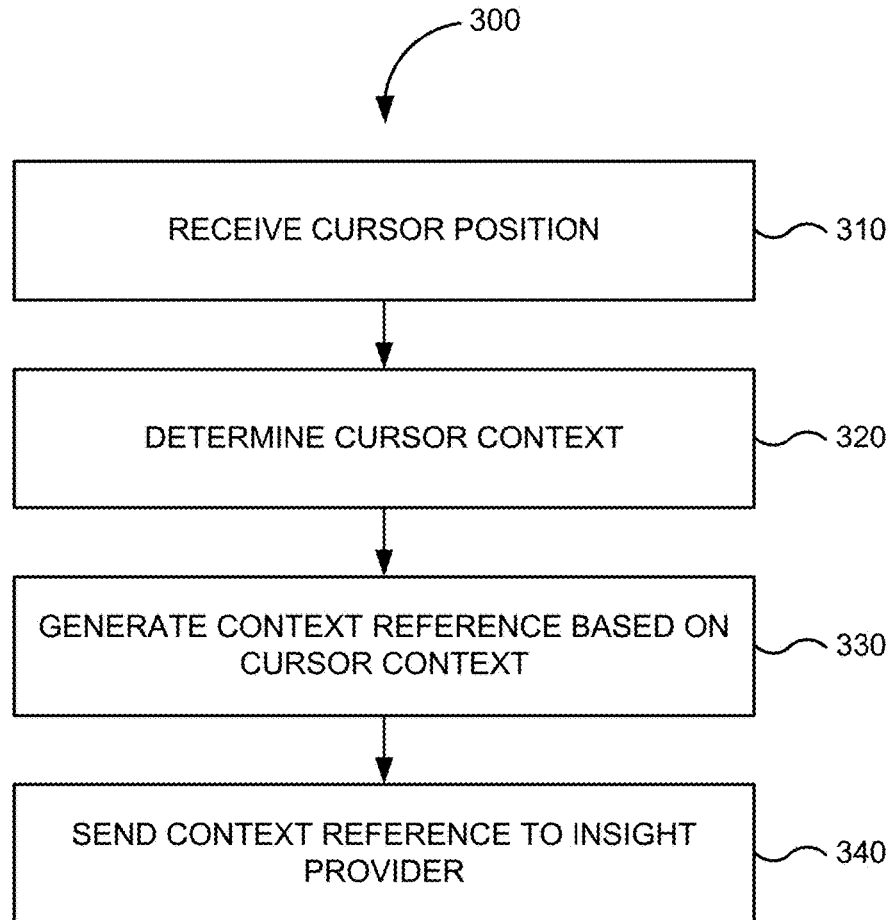 300
RECEIVE CURSOR POSITION
310
DETERMINE CURSOR CONTEXT
320
GENERATE CONTEXT REFERENCE BASED ON
CURSOR CONTEXT
330
SEND CONTEXT REFERENCE TO INSIGHT
PROVIDER
340